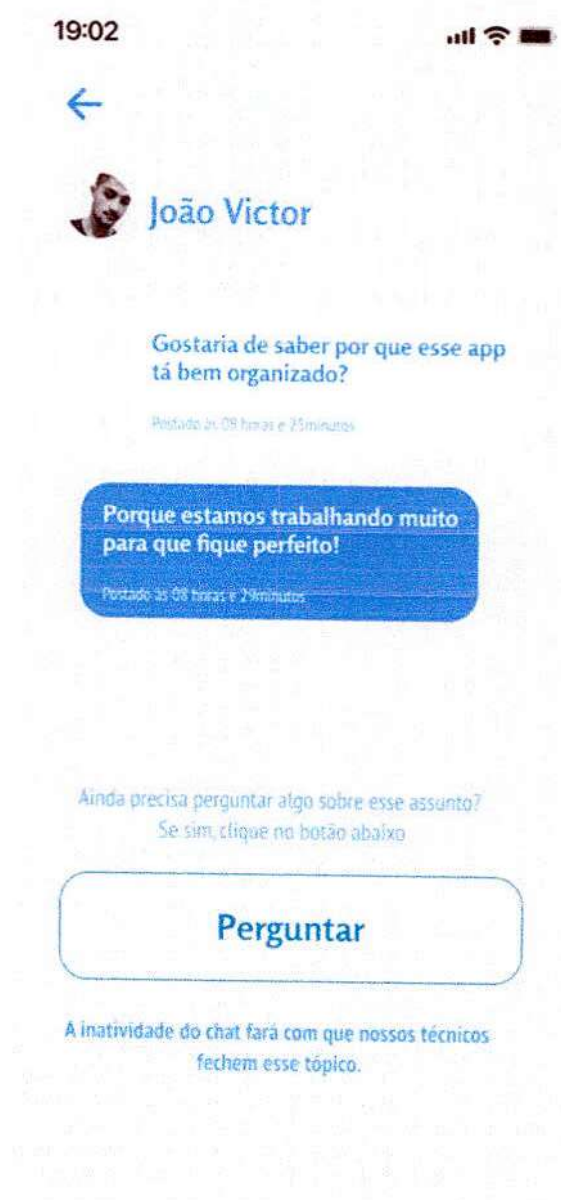 19:02
João Victor
Gostaria de saber por que esse app
tá bem organizado?
Postado às 08 horas e 25minutos
Porque estamos trabalhando muito
para que fique perfeito!
Postado às 08 horas e 29minutos
Ainda precisa perguntar algo sobre esse assunto?
Se sim, clique no botão abaixo
Perguntar
A inatividade do chat fará com que nossos técnicos
fechem esse tópico.